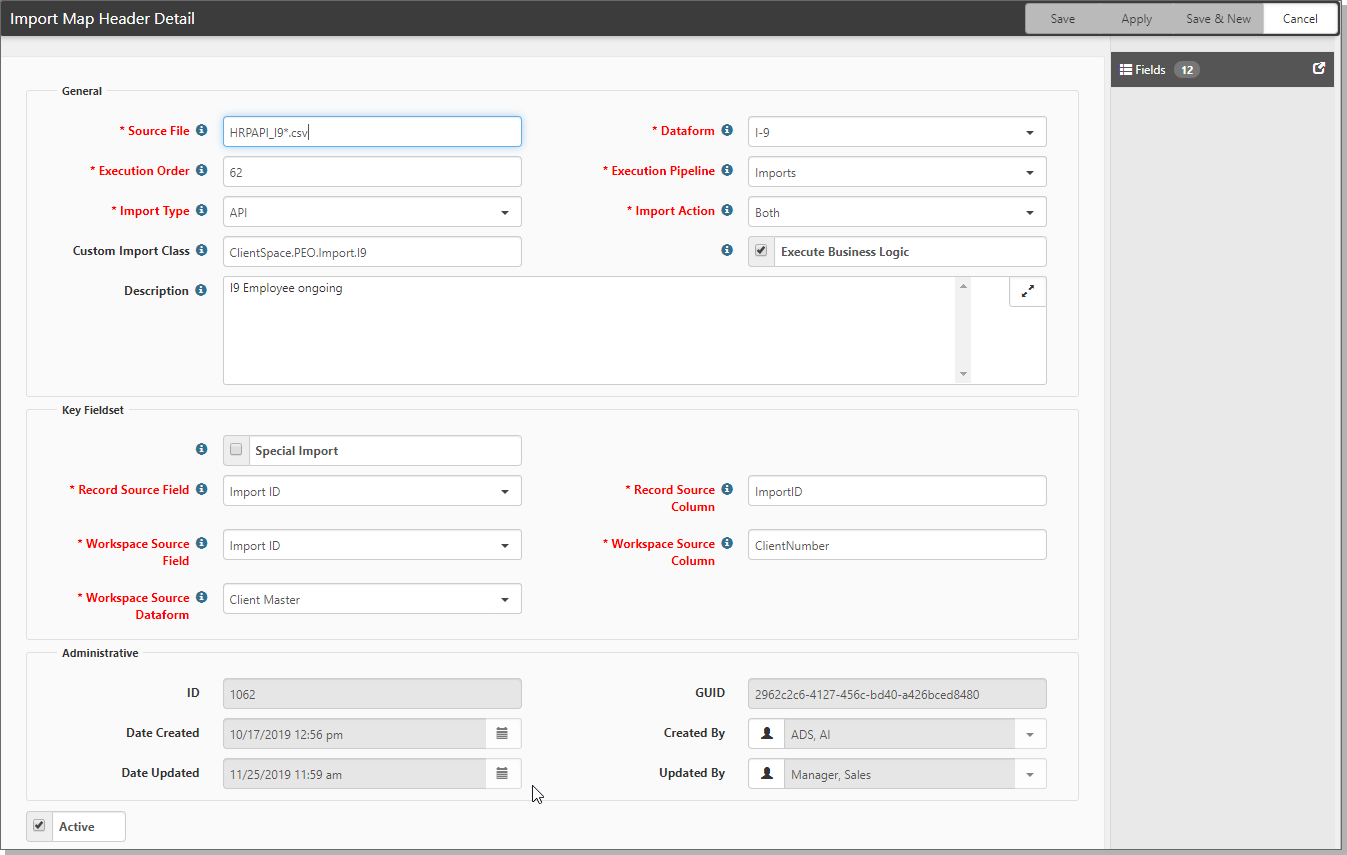 Import Map Header Detail
Save Apply Save & New Cancel
Fields 12
General
* Source File HRPAPI_I9*.csv * Dataform I-9
* Execution Order 62 * Execution Pipeline Imports
* Import Type API * Import Action Both
Custom Import Class ClientSpace.PEO.Import.I9 Execute Business Logic
Description I9 Employee ongoing
Key Fieldset
Special Import
* Record Source Field Import ID * Record Source Column ImportID
* Workspace Source Field Import ID * Workspace Source Column ClientNumber
* Workspace Source Dataform Client Master
Administrative
ID 1062 GUID 2962c2c6-4127-456c-bd40-a426bced8480
Date Created 10/17/2019 12:56 pm Created By ADS, AI
Date Updated 11/25/2019 11:59 am Updated By Manager, Sales
Active